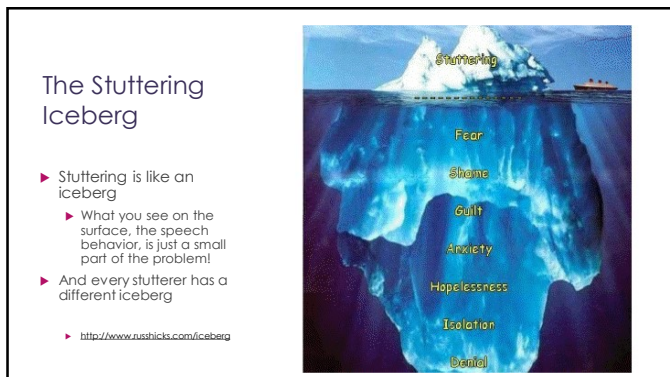 The Stuttering
Iceberg
Stuttering is like an
iceberg
What you see on the
surface, the speech
behavior, is just a small
part of the problem!
And every stutterer has a
different iceberg
http://www.russhicks.com/iceberg
Stuttering
Fear
Shame
Guilt
Anxiety
Hopelessness
Isolation
Denial